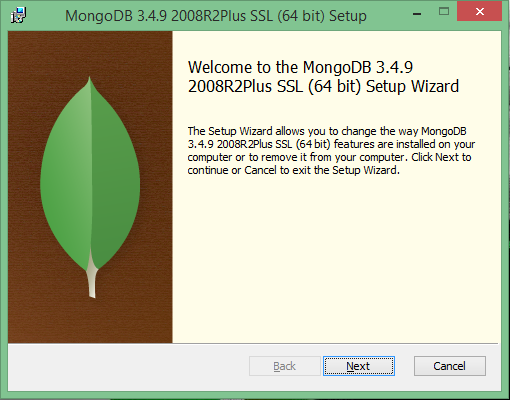 MongoDB 3.4.9 2008R2Plus SSL (64 bit) Setup
Welcome to the MongoDB 3.4.9
2008R2Plus SSL (64 bit) Setup Wizard
The Setup Wizard allows you to change the way MongoDB
3.4.9 2008R2Plus SSL (64 bit) features are installed on your
computer or to remove it from your computer. Click Next to
continue or Cancel to exit the Setup Wizard.
Back Next Cancel